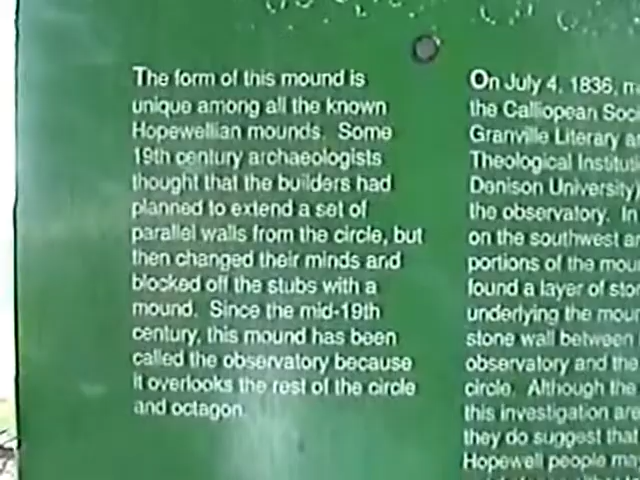 The form of this mound is
unique among all the known
Hopewellian mounds. Some
19th century archaeologists
thought that the builders had
planned to extend a set of
parallel walls from the circle, but
then changed their minds and
blocked off the stubs with a
mound. Since the mid-19th
century, this mound has been
called the observatory because
it overlooks the rest of the circle
and octagon.
On July 4, 1836, m
the Calliopean Soc
Granville Literary a
Theological Institut
Denison University
the observatory. In
on the southwest a
portions of the mou
found a layer of sto
underlying the moun
stone wall between
observatory and the
circle. Although the
this investigation are
they do suggest that
Hopewell people ma